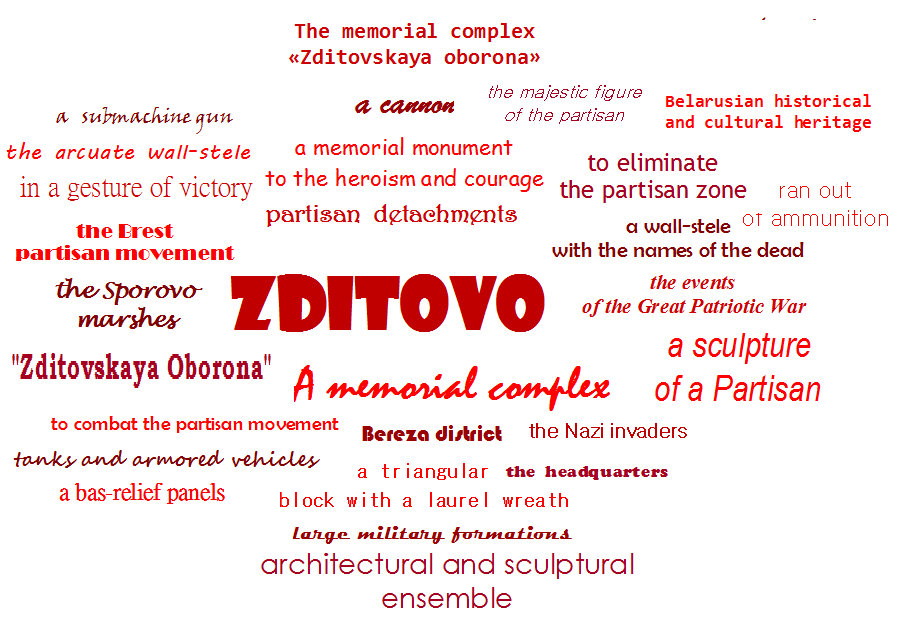 The memorial complex
«Zditovskaya oborona»
a cannon
the majestic figure
of the partisan
Belarusian historical
and cultural heritage
a submachine gun
the arcuate wall-stele
in a gesture of victory
a memorial monument
to the heroism and courage
partisan detachments
to eliminate
the partisan zone
ran out
of ammunition
the Brest
partisan movement
a wall-stele
with the names of the dead
the Sporovo
marshes
ZDITOVO
the events
of the Great Patriotic War
"Zditovskaya Oborona"
A memorial complex
a sculpture
of a Partisan
to combat the partisan movement
Bereza district
the Nazi invaders
tanks and armored vehicles
a triangular
block with a laurel wreath
the headquarters
a bas-relief panels
large military formations
architectural and sculptural
ensemble